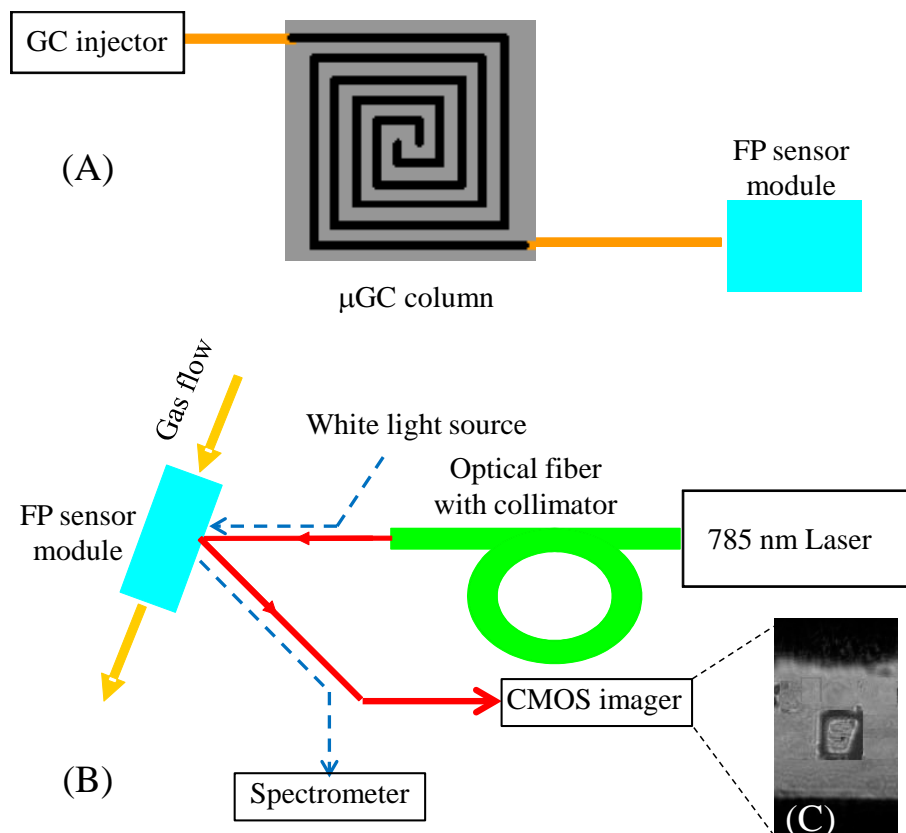 GC injector
(A)
FP sensor
module
μGC column
Gas flow
White light source
Optical fiber
with collimator
FP sensor
module
785 nm Laser
CMOS imager
(B)
Spectrometer
(C)